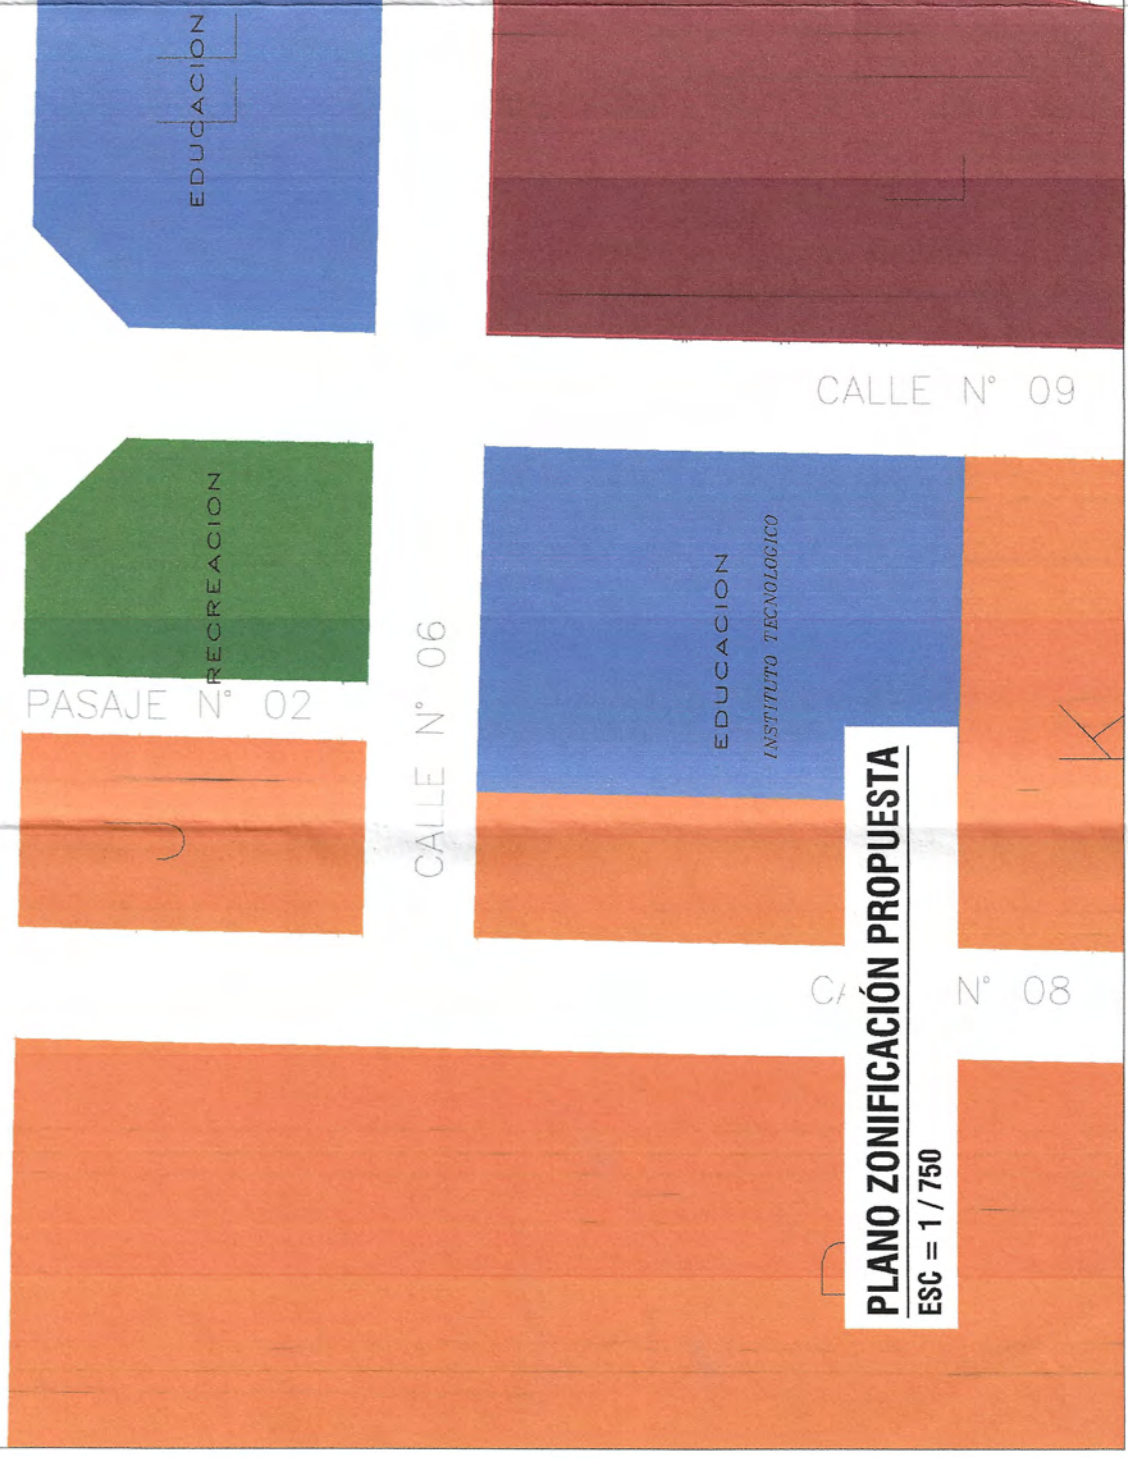 EDUCACION
CALLE N° 09
RECREACION
PASAJE N° 02
CALLE N° 06
EDUCACION
INSTITUTO TECNOLOGICO
J
K
N° 08
PLANO ZONIFICACIÓN PROPUESTA
ESC = 1 / 750